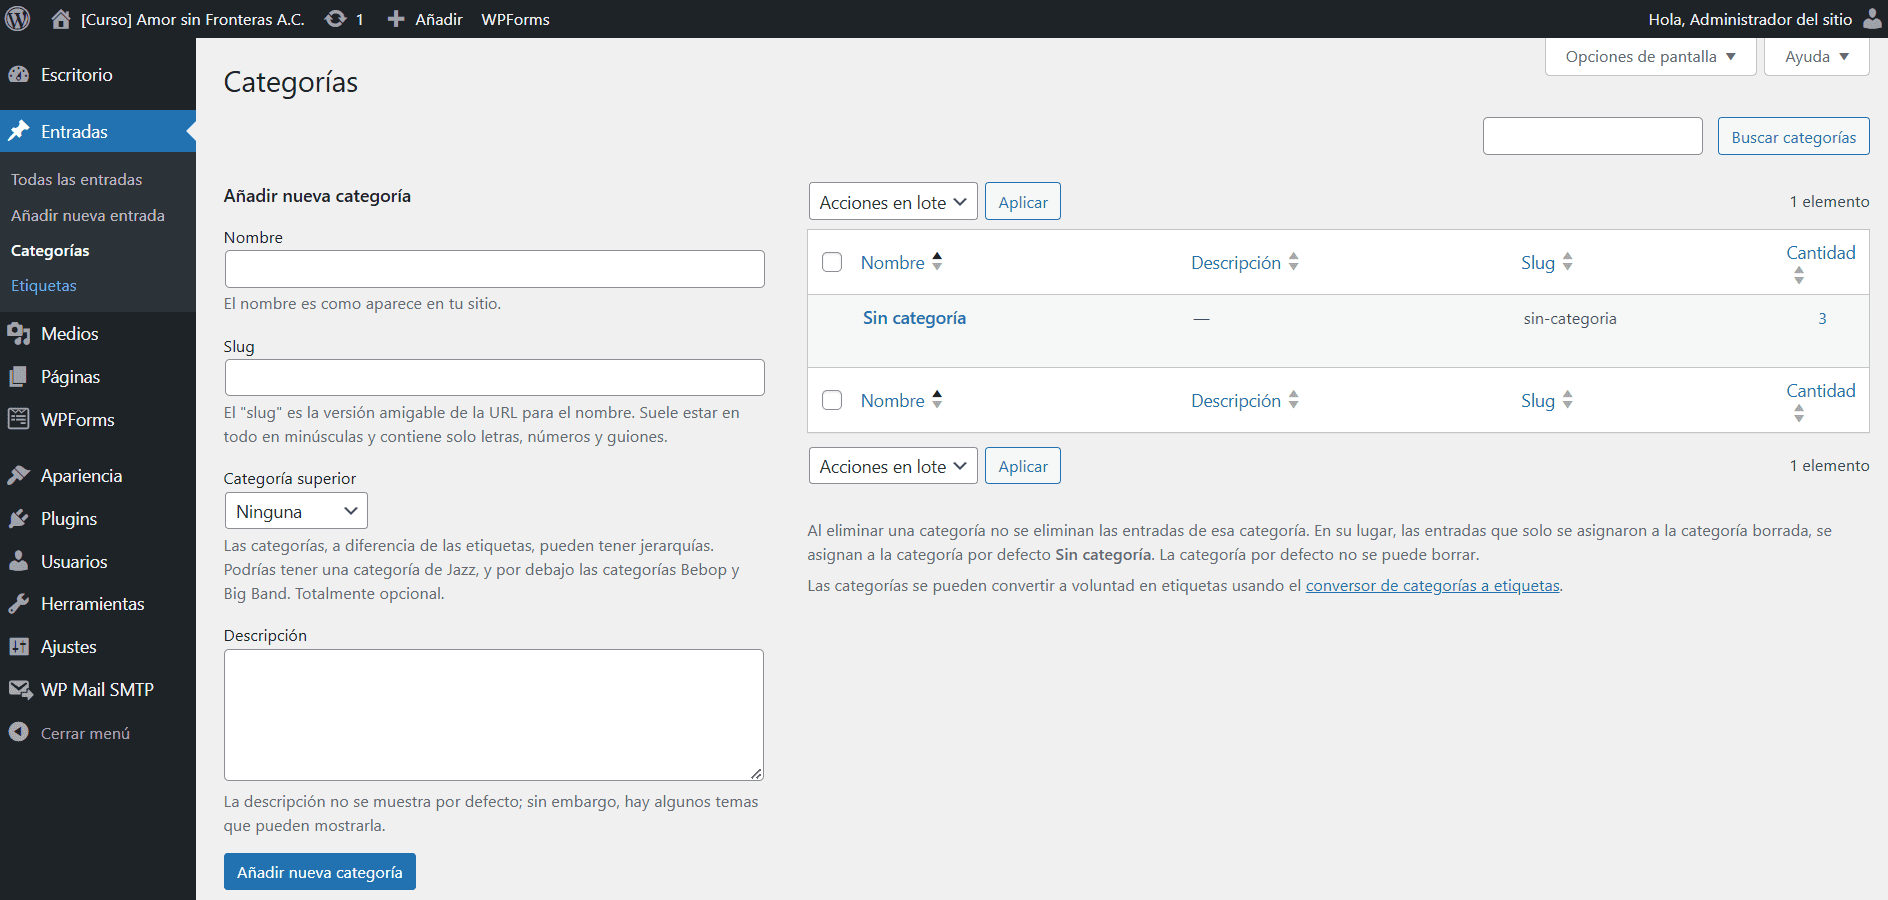 [Curso] Amor sin Fronteras A.C.
1
Añadir
WPForms
Hola, Administrador del sitio
Escritorio
Entradas
Todas las entradas
Añadir nueva entrada
Categorías
Etiquetas
Medios
Páginas
WPForms
Apariencia
Plugins
Usuarios
Herramientas
Ajustes
WP Mail SMTP
Cerrar menú
Opciones de pantalla
Ayuda
Categorías
Buscar categorías
Añadir nueva categoría
Nombre
El nombre es como aparece en tu sitio.
Slug
El "slug" es la versión amigable de la URL para el nombre. Suele estar en
todo en minúsculas y contiene solo letras, números y guiones.
Categoría superior
Ninguna
Las categorías, a diferencia de las etiquetas, pueden tener jerarquías.
Podrías tener una categoría de Jazz, y por debajo las categorías Bebop y
Big Band. Totalmente opcional.
Descripción
La descripción no se muestra por defecto; sin embargo, hay algunos temas
que pueden mostrarla.
Añadir nueva categoría
Acciones en lote
Aplicar
1 elemento
Nombre Descripción Slug Cantidad
Sin categoría — sin-categoria 3
Nombre Descripción Slug Cantidad
Acciones en lote
Aplicar
1 elemento
Al eliminar una categoría no se eliminan las entradas de esa categoría. En su lugar, las entradas que solo se asignaron a la categoría borrada, se
asignan a la categoría por defecto Sin categoría. La categoría por defecto no se puede borrar.
Las categorías se pueden convertir a voluntad en etiquetas usando el conversor de categorías a etiquetas.